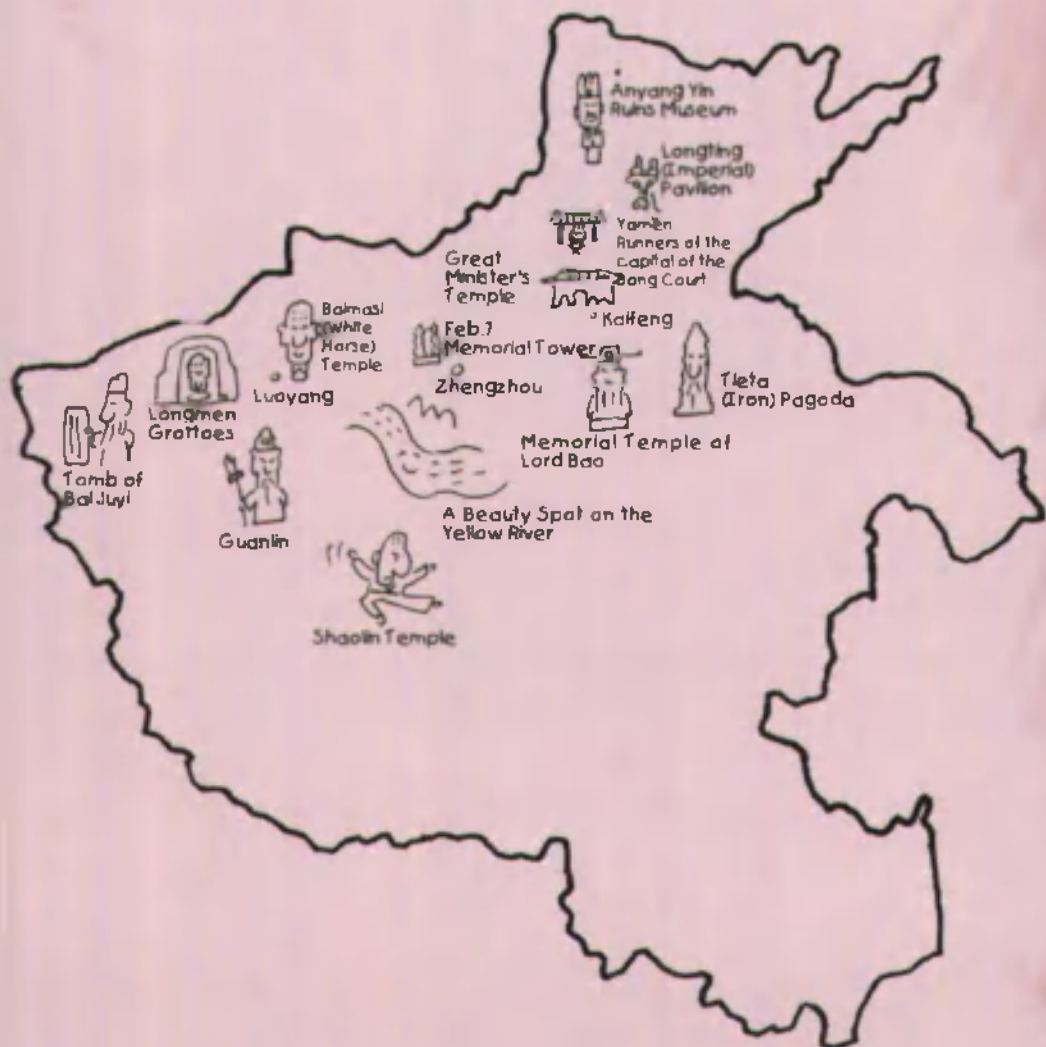 Anyang Yin
Ruins Museum
Longting
(Imperial)
Pavilion
Yamen
Runners of the
capital of the
Song Court
Great
Minister's
Temple
Kaifeng
Baimasi
(White
Horse)
Temple
Feb.7
Memorial Tower
Zhengzhou
Luoyang
Longmen
Grottoes
Tomb of
Bai Juyi
Guanlin
Tieta
(Iron) Pagoda
Memorial Temple of
Lord Bao
A Beauty Spot on the
Yellow River
Shaolin Temple